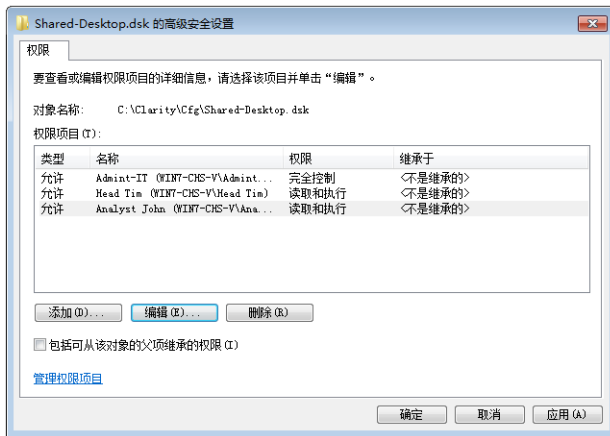 Shared-Desktop.dsk 的高级安全设置
权限
要查看或编辑权限项目的详细信息，请选择该项目并单击“编辑”。
对象名称: C:\Clarity\Cfg\Shared-Desktop.dsk
权限项目(T):
类型 名称 权限 继承于
允许 Admint-IT (WIN7-CHS-V\Admint... 完全控制 <不是继承的>
允许 Head Tim (WIN7-CHS-V\Head Tim) 读取和执行 <不是继承的>
允许 Analyst John (WIN7-CHS-V\Ana... 读取和执行 <不是继承的>
添加(D)... 编辑(E)... 删除(R)
包括可从该对象的父项继承的权限(I)
管理权限项目
确定 取消 应用(A)